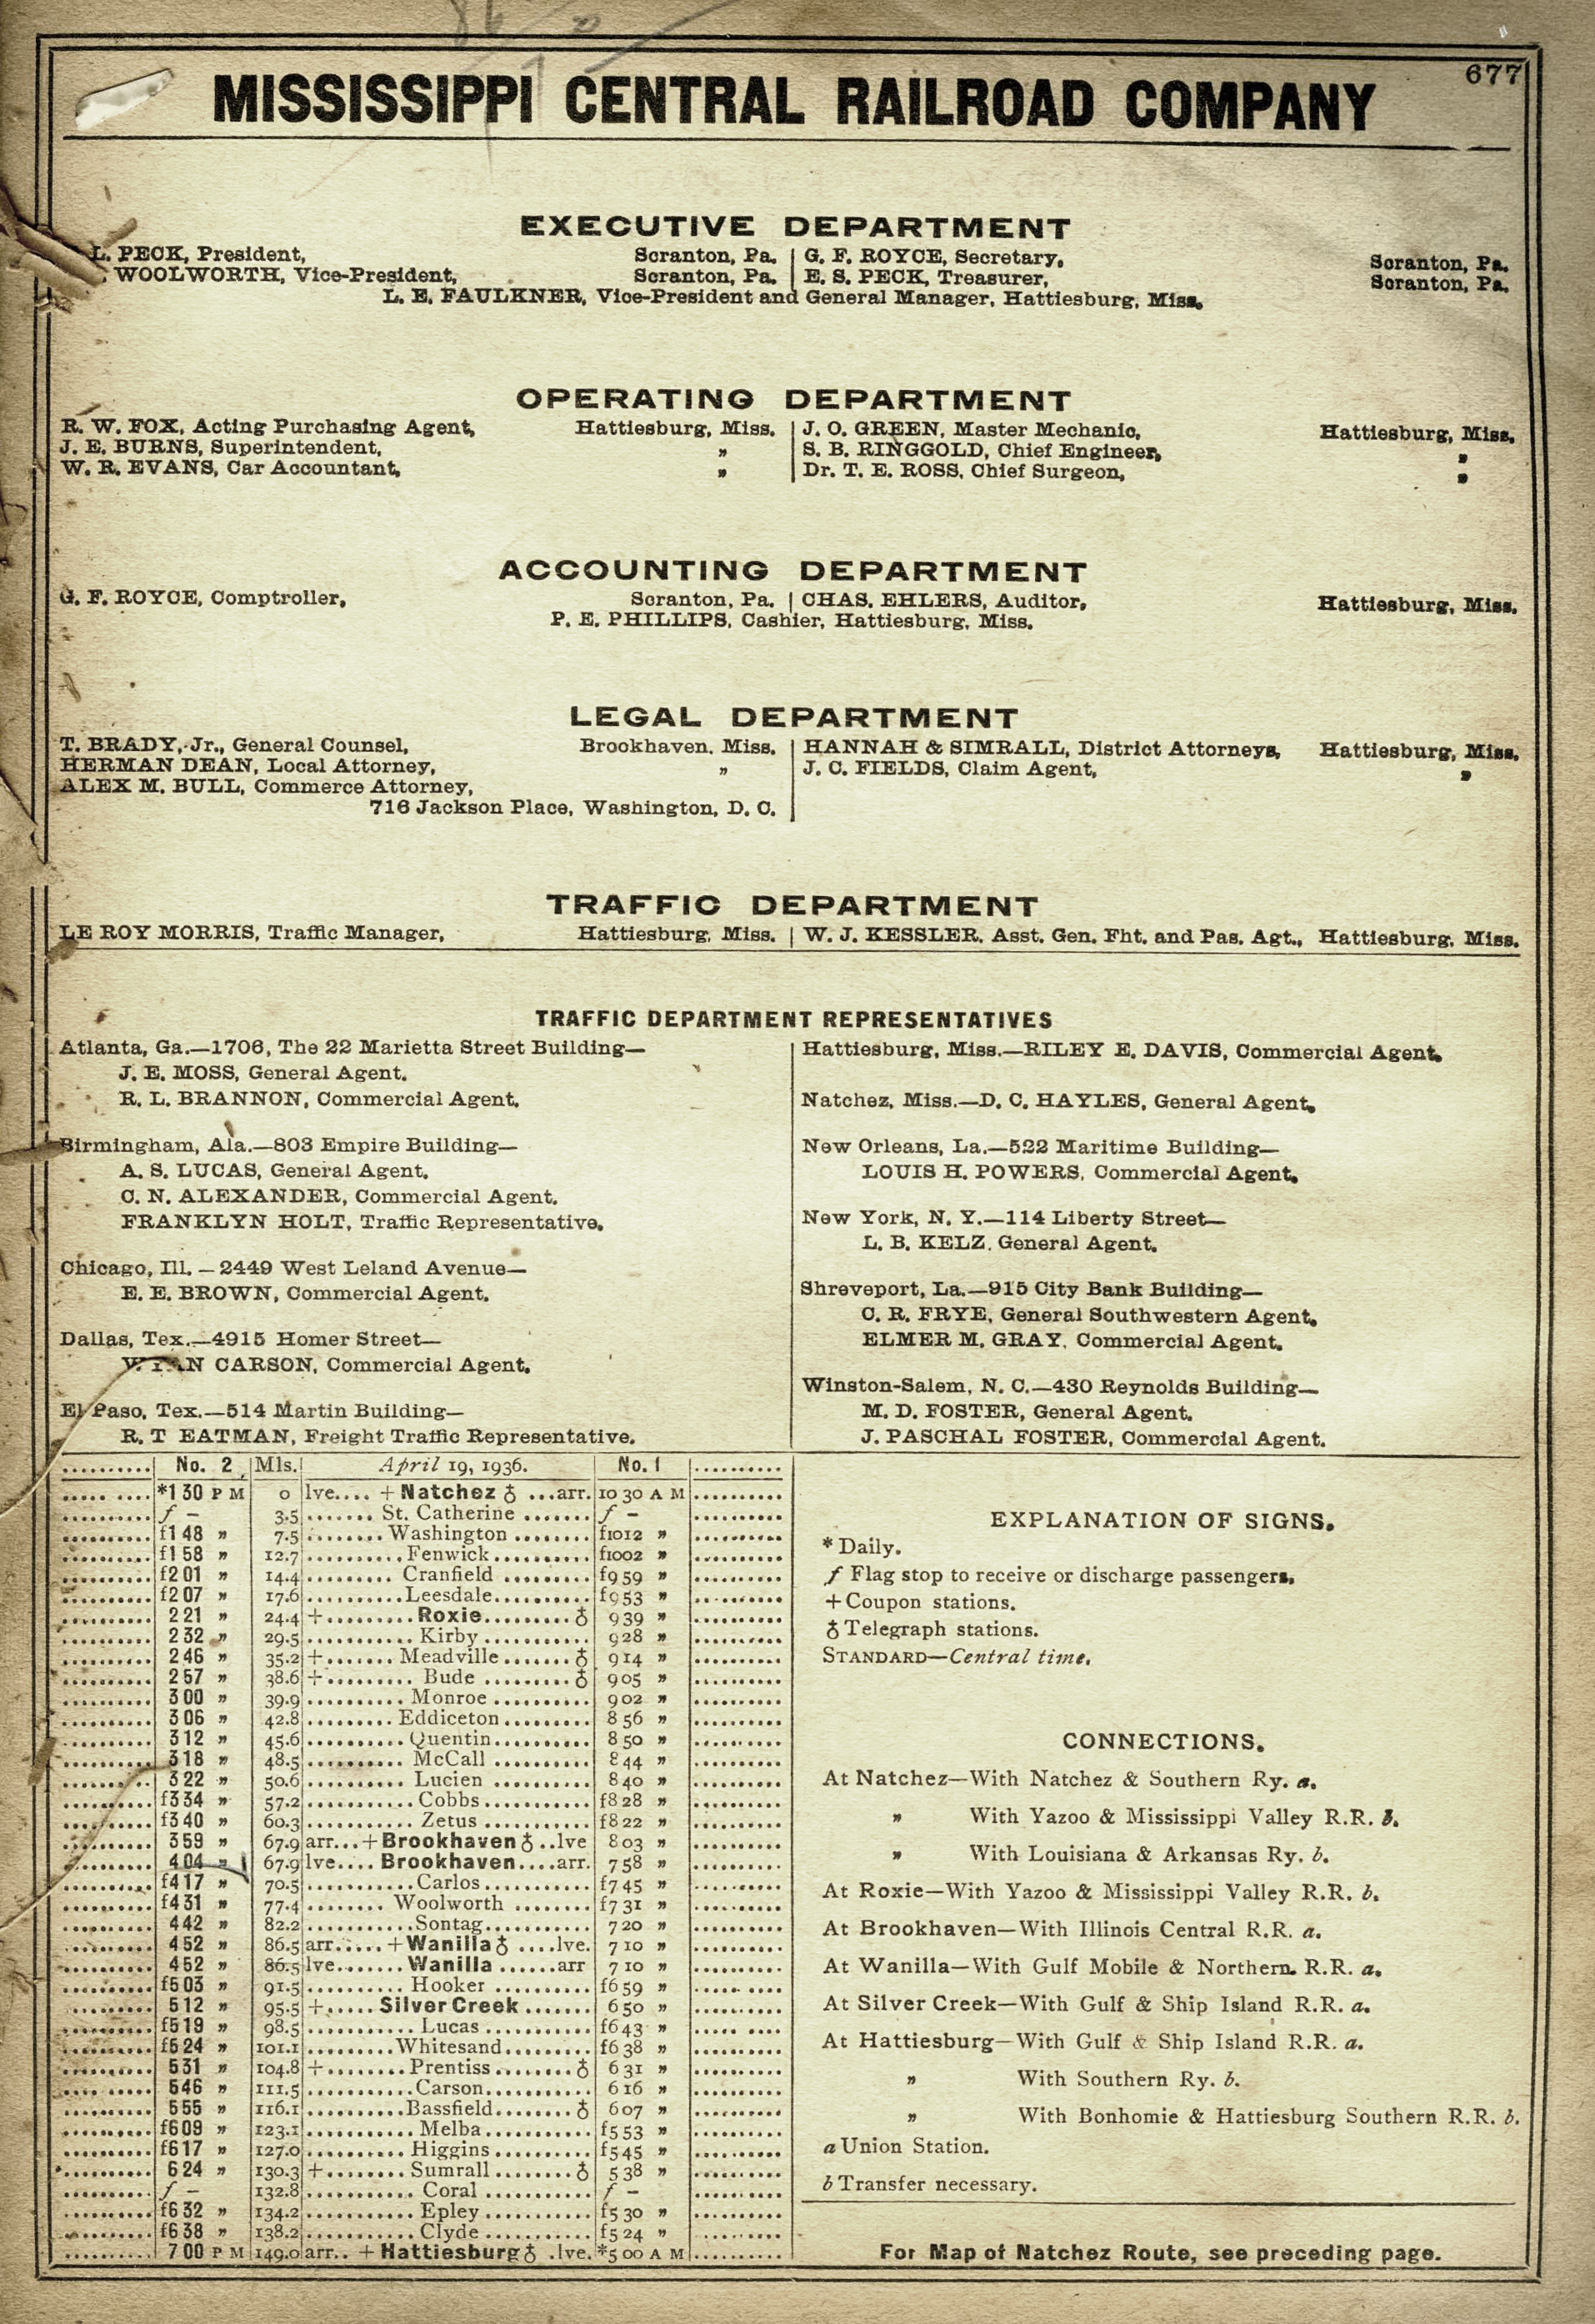 677
MISSISSIPPI CENTRAL RAILROAD COMPANY
EXECUTIVE DEPARTMENT
L. PECK, President, Scranton, Pa. | G. F. ROYCE, Secretary, Scranton, Pa.
WOOLWORTH, Vice-President, Scranton, Pa. | E. S. PECK, Treasurer, Scranton, Pa.
L. E. FAULKNER, Vice-President and General Manager, Hattiesburg, Miss.
OPERATING DEPARTMENT
R. W. FOX, Acting Purchasing Agent, Hattiesburg, Miss. | J. O. GREEN, Master Mechanic, Hattiesburg, Miss.
J. E. BURNS, Superintendent, " | S. B. RINGGOLD, Chief Engineer, "
W. R. EVANS, Car Accountant, " | Dr. T. E. ROSS, Chief Surgeon, "
ACCOUNTING DEPARTMENT
G. F. ROYCE, Comptroller, Scranton, Pa. | CHAS. EHLERS, Auditor, Hattiesburg, Miss.
P. E. PHILLIPS, Cashier, Hattiesburg, Miss.
LEGAL DEPARTMENT
T. BRADY, Jr., General Counsel, Brookhaven, Miss. | HANNAH & SIMRALL, District Attorneys, Hattiesburg, Miss.
HERMAN DEAN, Local Attorney, " | J. C. FIELDS, Claim Agent, "
ALEX M. BULL, Commerce Attorney,
716 Jackson Place, Washington, D. C.
TRAFFIC DEPARTMENT
LE ROY MORRIS, Traffic Manager, Hattiesburg, Miss. | W. J. KESSLER, Asst. Gen. Fht. and Pas. Agt., Hattiesburg, Miss.
TRAFFIC DEPARTMENT REPRESENTATIVES
Atlanta, Ga.—1706, The 22 Marietta Street Building—
J. E. MOSS, General Agent.
R. L. BRANNON, Commercial Agent.
Birmingham, Ala.—803 Empire Building—
A. S. LUCAS, General Agent.
C. N. ALEXANDER, Commercial Agent.
FRANKLYN HOLT, Traffic Representative.
Chicago, Ill.—2449 West Leland Avenue—
E. E. BROWN, Commercial Agent.
Dallas, Tex.—4915 Homer Street—
CARSON, Commercial Agent.
El Paso, Tex.—514 Martin Building—
R. T EATMAN, Freight Traffic Representative.
Hattiesburg, Miss.—RILEY E. DAVIS, Commercial Agent.
Natchez, Miss.—D. C. HAYLES, General Agent.
New Orleans, La.—522 Maritime Building—
LOUIS H. POWERS, Commercial Agent.
New York, N. Y.—114 Liberty Street—
L. B. KELZ, General Agent.
Shreveport, La.—915 City Bank Building—
C. R. FRYE, General Southwestern Agent.
ELMER M. GRAY, Commercial Agent.
Winston-Salem, N. C.—430 Reynolds Building—
M. D. FOSTER, General Agent.
J. PASCHAL FOSTER, Commercial Agent.
No. 2 | Mls. | April 19, 1936. | No. 1
*1 30 P M | 0 | lve.... +Natchez ♁ ...arr. | 10 30 A M
f – | 3.5 | St. Catherine | f –
f1 48 " | 7.5 | Washington | f1012 "
f1 58 " | 12.7 | Fenwick | f1002 "
f2 01 " | 14.4 | Cranfield | f9 59 "
f2 07 " | 17.6 | Leesdale | f9 53 "
2 21 " | 24.4 | + Roxie ♁ | 9 39 "
2 32 " | 29.5 | Kirby | 9 28 "
2 46 " | 35.2 | + Meadville ♁ | 9 14 "
2 57 " | 38.6 | + Bude ♁ | 9 05 "
3 00 " | 39.9 | Monroe | 9 02 "
3 06 " | 42.8 | Eddiceton | 8 56 "
3 12 " | 45.6 | Quentin | 8 50 "
3 18 " | 48.5 | McCall | 8 44 "
3 22 " | 50.6 | Lucien | 8 40 "
f3 34 " | 57.2 | Cobbs | f8 28 "
f3 40 " | 60.3 | Zetus | f8 22 "
3 59 " | 67.9 | arr...+Brookhaven ♁ ..lve | 8 03 "
4 04 " | 67.9 | lve.... Brookhaven....arr. | 7 58 "
f4 17 " | 70.5 | Carlos | f7 45 "
f4 31 " | 77.4 | Woolworth | f7 31 "
4 42 " | 82.2 | Sontag | 7 20 "
4 52 " | 86.5 | arr..... +Wanilla ♁ ....lve. | 7 10 "
4 52 " | 86.5 | lve....... Wanilla ......arr | 7 10 "
f5 03 " | 91.5 | Hooker | f6 59 "
5 12 " | 95.5 | + Silver Creek | 6 50 "
f5 19 " | 98.5 | Lucas | f6 43 "
f5 24 " | 101.1 | Whitesand | f6 38 "
5 31 " | 104.8 | + Prentiss ♁ | 6 31 "
5 46 " | 111.5 | Carson | 6 16 "
5 55 " | 116.1 | Bassfield ♁ | 6 07 "
f6 09 " | 123.1 | Melba | f5 53 "
f6 17 " | 127.0 | Higgins | f5 45 "
6 24 " | 130.3 | + Sumrall ♁ | 5 38 "
f – | 132.8 | Coral | f –
f6 32 " | 134.2 | Epley | f5 30 "
f6 38 " | 138.2 | Clyde | f5 24 "
7 00 P M | 149.0 | arr.. +Hattiesburg ♁ .lve. | *5 00 A M
EXPLANATION OF SIGNS.
* Daily.
f Flag stop to receive or discharge passengers.
+ Coupon stations.
♁ Telegraph stations.
STANDARD—Central time.
CONNECTIONS.
At Natchez—With Natchez & Southern Ry. a.
" With Yazoo & Mississippi Valley R.R. b.
" With Louisiana & Arkansas Ry. b.
At Roxie—With Yazoo & Mississippi Valley R.R. b.
At Brookhaven—With Illinois Central R.R. a.
At Wanilla—With Gulf Mobile & Northern R.R. a.
At Silver Creek—With Gulf & Ship Island R.R. a.
At Hattiesburg—With Gulf & Ship Island R.R. a.
" With Southern Ry. b.
" With Bonhomie & Hattiesburg Southern R.R. b.
a Union Station.
b Transfer necessary.
For Map of Natchez Route, see preceding page.